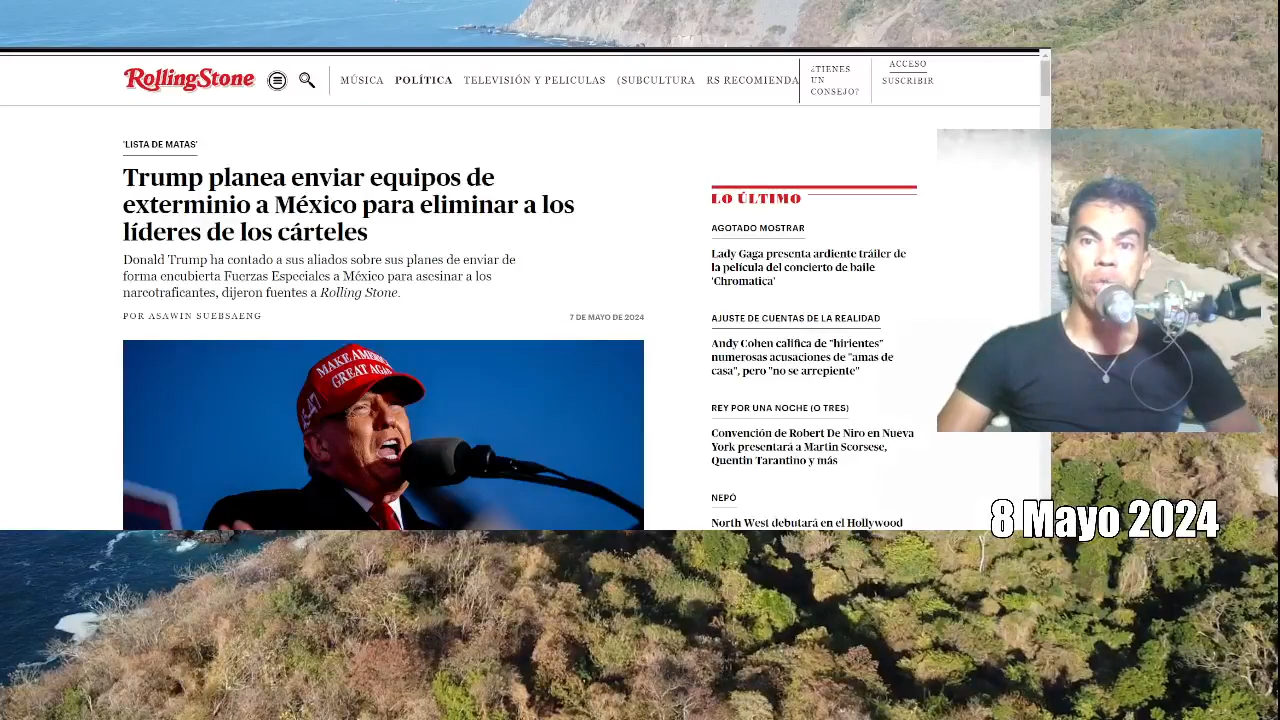 RollingStone
MÚSICA POLÍTICA TELEVISIÓN Y PELICULAS (SUBCULTURA RS RECOMIENDA
¿TIENES
UN
CONSEJO?
ACCESO
SUSCRIBIR
'LISTA DE MATAS'
Trump planea enviar equipos de
exterminio a México para eliminar a los
líderes de los cárteles
Donald Trump ha contado a sus aliados sobre sus planes de enviar de
forma encubierta Fuerzas Especiales a México para asesinar a los
narcotraficantes, dijeron fuentes a Rolling Stone.
POR ASAWIN SUEBSAENG
7 DE MAYO DE 2024
MAKE AMERICA
GREAT AGAIN
45-47
LO ÚLTIMO
AGOTADO MOSTRAR
Lady Gaga presenta ardiente tráiler de
la película del concierto de baile
'Chromatica'
AJUSTE DE CUENTAS DE LA REALIDAD
Andy Cohen califica de "hirientes"
numerosas acusaciones de "amas de
casa", pero "no se arrepiente"
REY POR UNA NOCHE (O TRES)
Convención de Robert De Niro en Nueva
York presentará a Martin Scorsese,
Quentin Tarantino y más
NEPO
North West debutará en el Hollywood
8 Mayo 2024